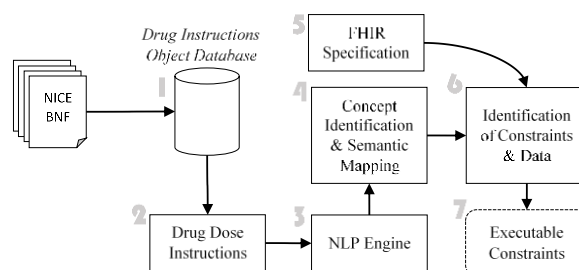 Drug Instructions
Object Database
NICE
BNF
1
2
Drug Dose
Instructions
3
NLP Engine
4
Concept
Identification
& Semantic
Mapping
5
FHIR
Specification
6
Identification
of Constraints
& Data
7
Executable
Constraints